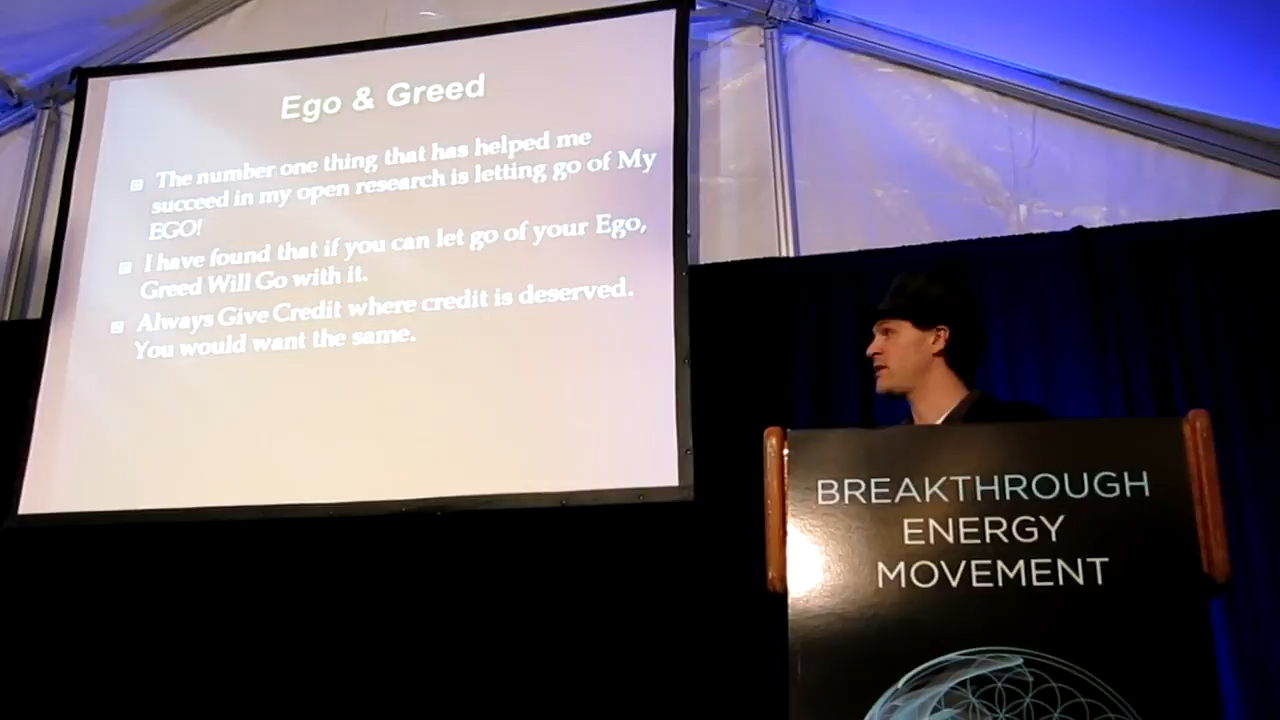 Ego & Greed
The number one thing that has helped me
succeed in my open research is letting go of My
EGO!
I have found that if you can let go of your Ego,
Greed Will Go with it.
Always Give Credit where credit is deserved.
You would want the same.
BREAKTHROUGH
ENERGY
MOVEMENT